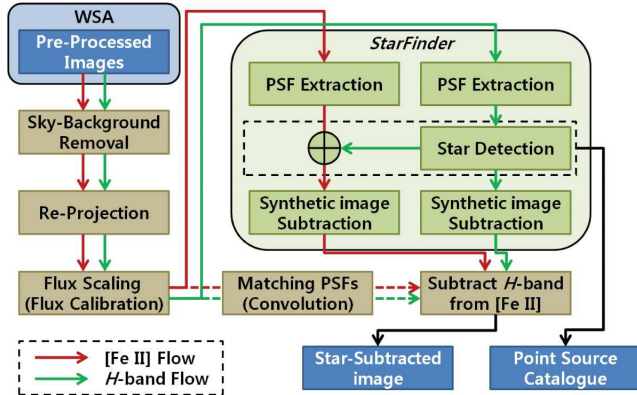 WSA
Pre-Processed
Images
Sky-Background
Removal
Re-Projection
Flux Scaling
(Flux Calibration)
StarFinder
PSF Extraction
PSF Extraction
Star Detection
Synthetic image
Subtraction
Synthetic image
Subtraction
Matching PSFs
(Convolution)
Subtract H-band
from [Fe II]
[Fe II] Flow
H-band Flow
Star-Subtracted
image
Point Source
Catalogue